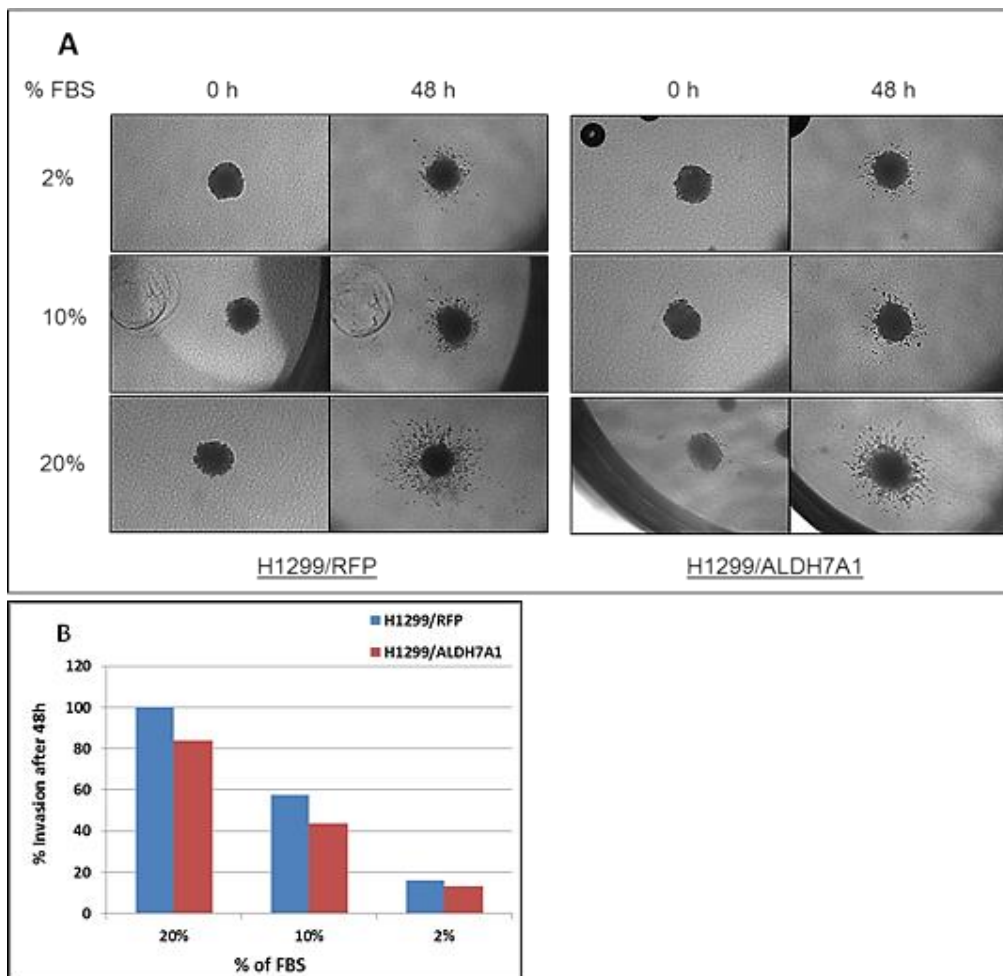 A
% FBS 0 h 48 h 0 h 48 h
2%
10%
20%
H1299/RFP H1299/ALDH7A1
B
H1299/RFP
H1299/ALDH7A1
% Invasion after 48h
120
100
80
60
40
20
0
20% 10% 2%
% of FBS